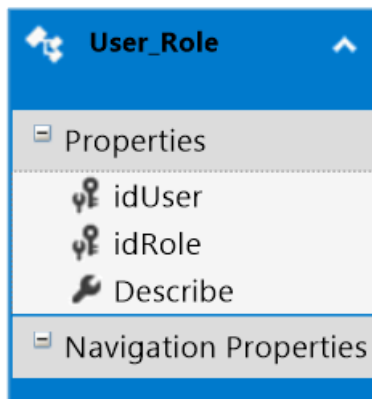 User_Role
Properties
idUser
idRole
Describe
Navigation Properties